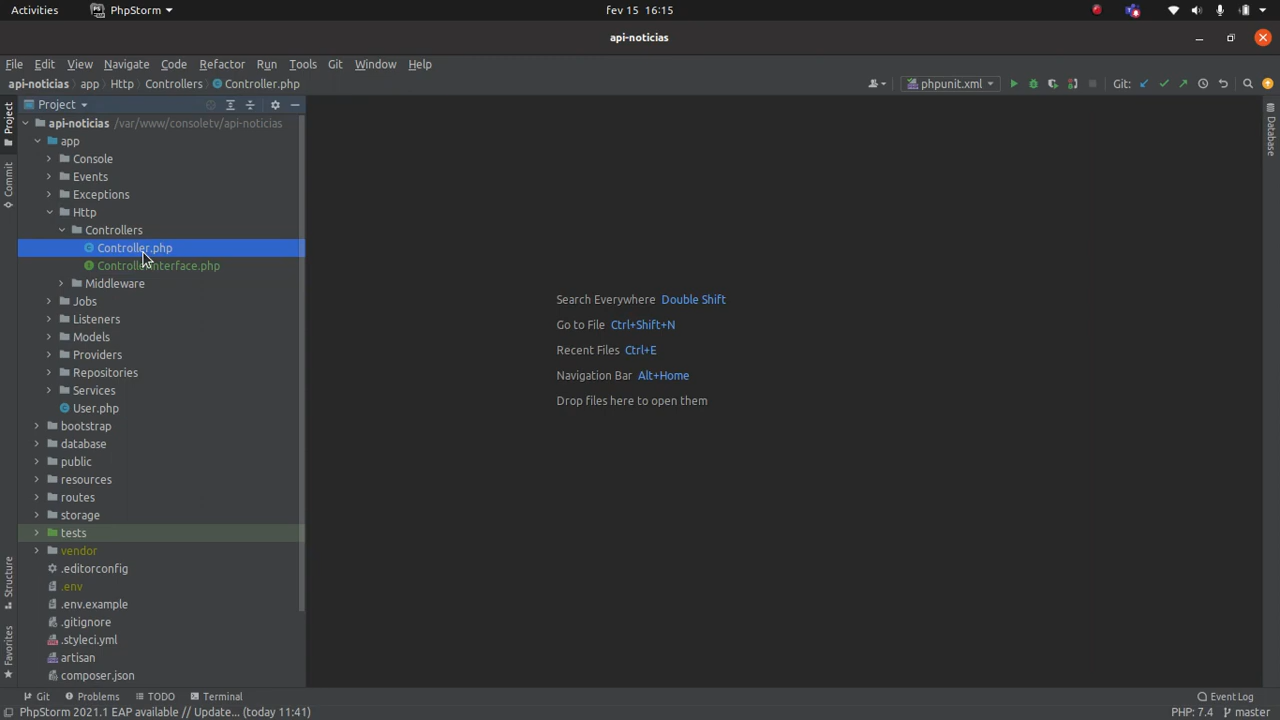 Activities PhpStorm fev 15 16:15
api-noticias
File Edit View Navigate Code Refactor Run Tools Git Window Help
api-noticias app Http Controllers Controller.php phpunit.xml Git:
Project
api-noticias /var/www/consoletv/api-noticias
app
Console
Events
Exceptions
Http
Controllers
Controller.php
ControllerInterface.php
Middleware
Jobs
Listeners
Models
Providers
Repositories
Services
User.php
bootstrap
database
public
resources
routes
storage
tests
vendor
.editorconfig
.env
.env.example
.gitignore
.styleci.yml
artisan
composer.json
Project
Commit
Structure
Favorites
Search Everywhere Double Shift
Go to File Ctrl+Shift+N
Recent Files Ctrl+E
Navigation Bar Alt+Home
Drop files here to open them
Database
Git Problems TODO Terminal Event Log
PhpStorm 2021.1 EAP available // Update... (today 11:41) PHP: 7.4 master